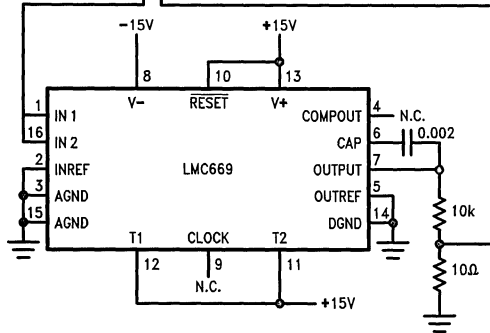 -15V +15V
8 10 13
V- RESET V+
1 IN 1 COMPOUT 4 N.C.
16 IN 2 CAP 6 0.002
2 INREF LMC669 OUTPUT 7
3 AGND OUTREF 5
15 AGND DGND 14 10k
T1 CLOCK T2
12 9 11 10Ω
N.C.
+15V